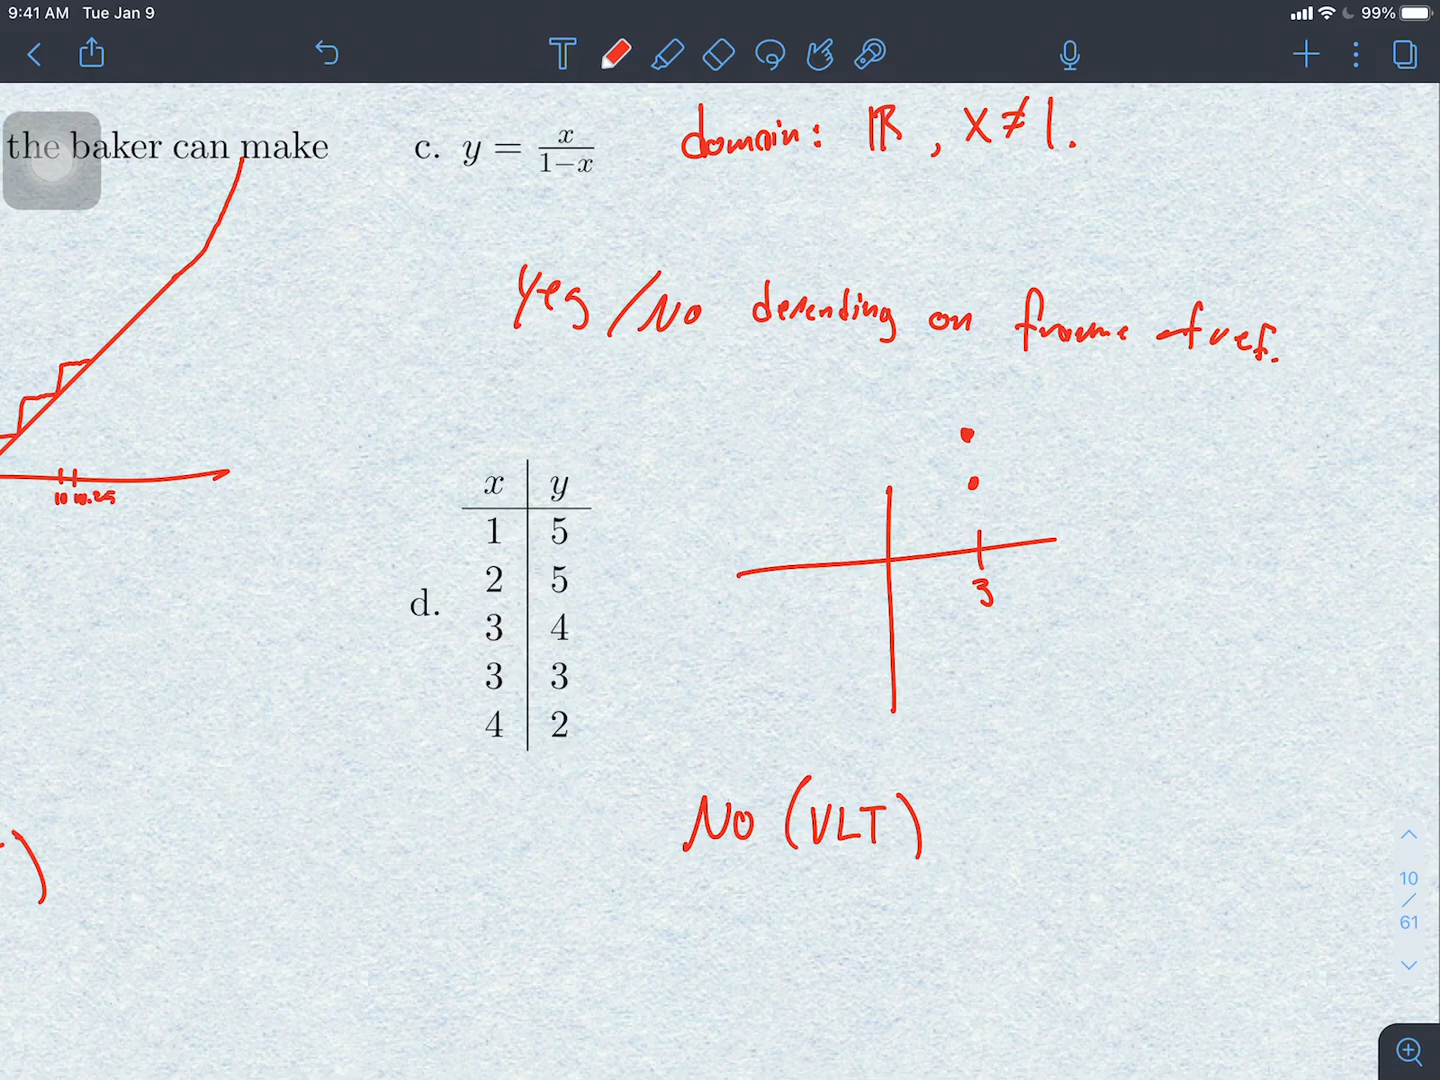 9:41 AM Tue Jan 9
99%
the baker can make
c. y = x/(1−x)
domain: ℝ, x ≠ 1.
Yes/No depending on frame of ref.
10 10.25
x y
1 5
2 5
d.
3 4
3 3
4 2
3
No (VLT)
)
10
/
61